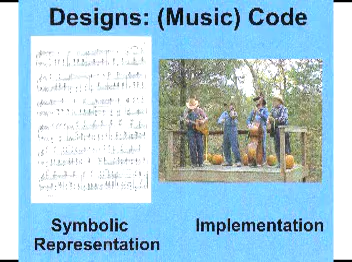 Designs: (Music) Code
Symbolic
Representation
Implementation